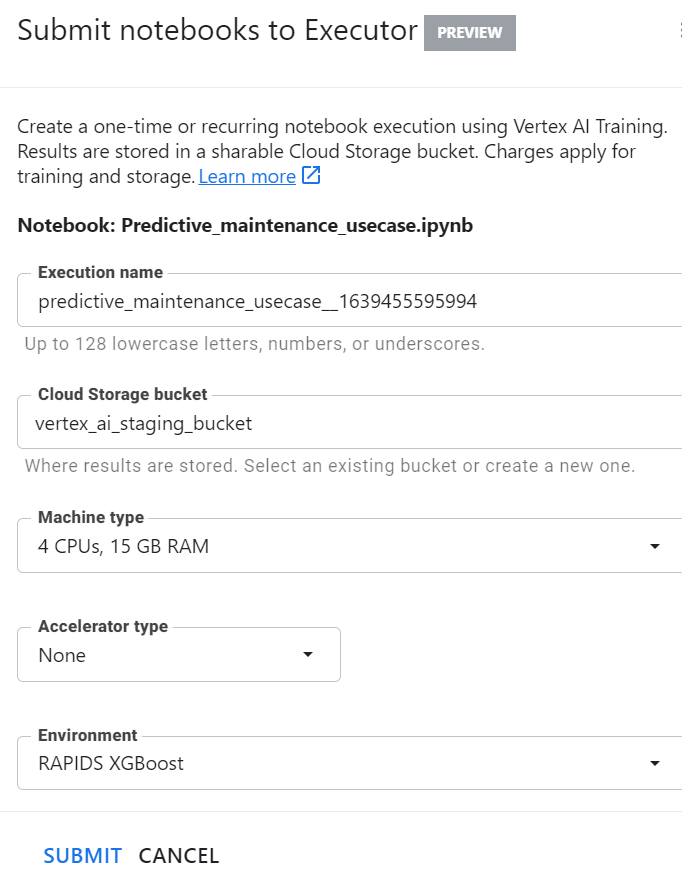 Submit notebooks to Executor PREVIEW
Create a one-time or recurring notebook execution using Vertex AI Training.
Results are stored in a sharable Cloud Storage bucket. Charges apply for
training and storage. Learn more
Notebook: Predictive_maintenance_usecase.ipynb
Execution name
predictive_maintenance_usecase__1639455595994
Up to 128 lowercase letters, numbers, or underscores.
Cloud Storage bucket
vertex_ai_staging_bucket
Where results are stored. Select an existing bucket or create a new one.
Machine type
4 CPUs, 15 GB RAM
Accelerator type
None
Environment
RAPIDS XGBoost
SUBMIT CANCEL